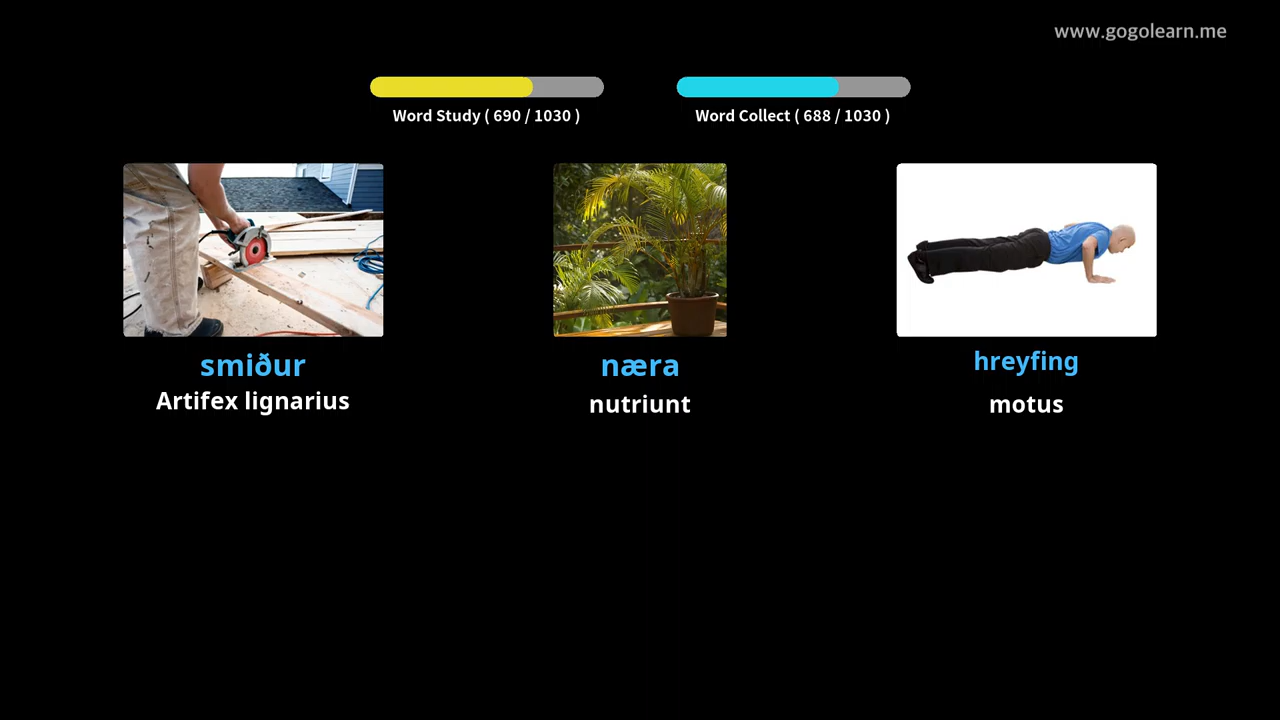 www.gogolearn.me
Word Study ( 690 / 1030 )
Word Collect ( 688 / 1030 )
smiður
næra
hreyfing
Artifex lignarius
nutriunt
motus